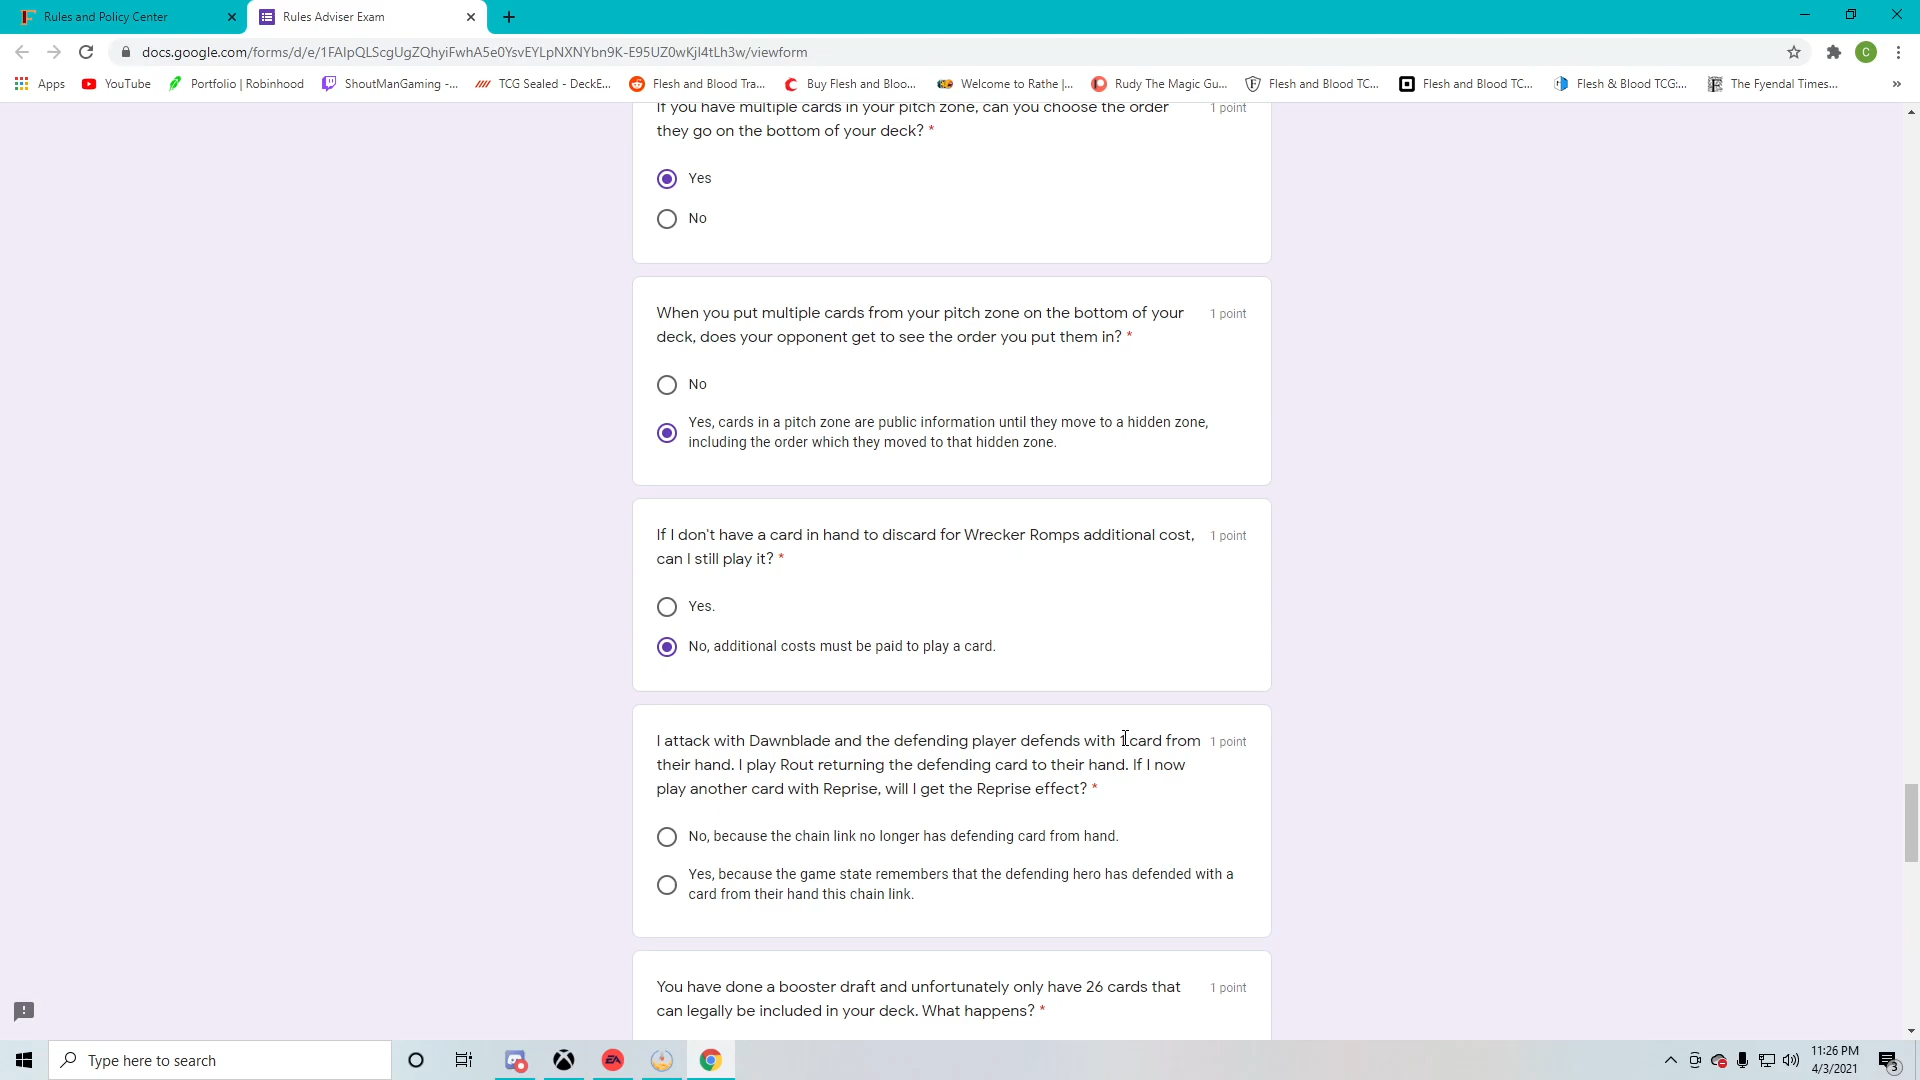 Rules and Policy Center
Rules Adviser Exam
docs.google.com/forms/d/e/1FAIpQLScgUgZQhyiFwhA5e0YsvEYLpNXNYbn9K-E95UZ0wKjI4tLh3w/viewform
C
Apps YouTube Portfolio | Robinhood ShoutManGaming -... TCG Sealed - DeckE... Flesh and Blood Tra... Buy Flesh and Bloo... Welcome to Rathe |... Rudy The Magic Gu... Flesh and Blood TC... Flesh and Blood TC... Flesh & Blood TCG:... The Fyendal Times... »
If you have multiple cards in your pitch zone, can you choose the order 1 point
they go on the bottom of your deck? *
Yes
No
When you put multiple cards from your pitch zone on the bottom of your 1 point
deck, does your opponent get to see the order you put them in? *
No
Yes, cards in a pitch zone are public information until they move to a hidden zone,
including the order which they moved to that hidden zone.
If I don't have a card in hand to discard for Wrecker Romps additional cost, 1 point
can I still play it? *
Yes.
No, additional costs must be paid to play a card.
I attack with Dawnblade and the defending player defends with 1 card from 1 point
their hand. I play Rout returning the defending card to their hand. If I now
play another card with Reprise, will I get the Reprise effect? *
No, because the chain link no longer has defending card from hand.
Yes, because the game state remembers that the defending hero has defended with a
card from their hand this chain link.
You have done a booster draft and unfortunately only have 26 cards that 1 point
can legally be included in your deck. What happens? *
Type here to search
EA
11:26 PM
4/3/2021
3